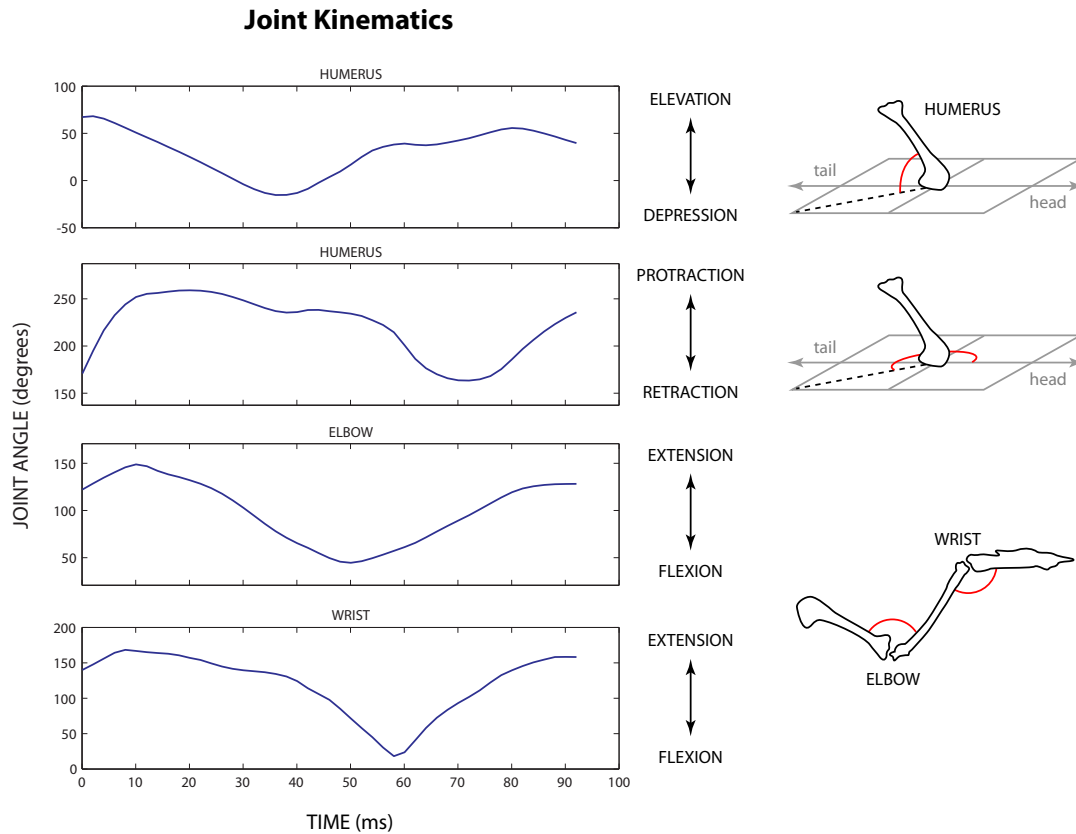 Joint Kinematics
HUMERUS
100
50
0
-50
ELEVATION
DEPRESSION
HUMERUS
tail
head
HUMERUS
250
200
150
PROTRACTION
RETRACTION
tail
head
JOINT ANGLE (degrees)
ELBOW
150
100
50
EXTENSION
FLEXION
WRIST
200
150
100
50
0
0 10 20 30 40 50 60 70 80 90 100
EXTENSION
FLEXION
WRIST
ELBOW
TIME (ms)